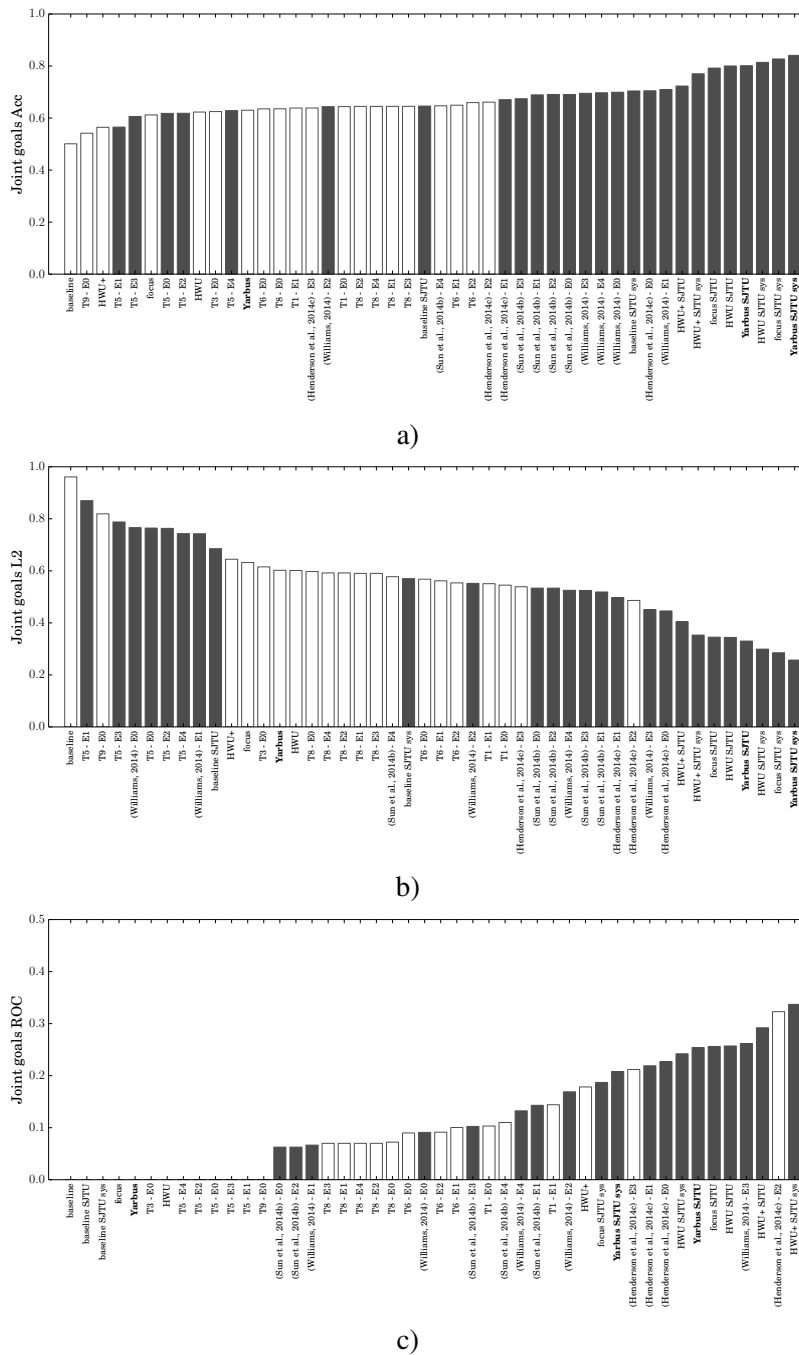 1.0
0.8
0.6
0.4
0.2
0.0
Joint goals Acc
baseline
T9 - E0
HWU+
T5 - E1
T5 - E3
focus
T5 - E0
T5 - E2
HWU
T3 - E0
T5 - E4
Yarbus
T6 - E0
T8 - E0
T1 - E1
(Henderson et al., 2014c) - E3
(Williams, 2014) - E2
T1 - E0
T8 - E2
T8 - E4
T8 - E1
T8 - E3
baseline SJTU
(Sun et al., 2014b) - E4
T6 - E1
T6 - E2
(Henderson et al., 2014c) - E2
(Henderson et al., 2014c) - E1
(Sun et al., 2014b) - E3
(Sun et al., 2014b) - E1
(Sun et al., 2014b) - E2
(Sun et al., 2014b) - E0
(Williams, 2014) - E3
(Williams, 2014) - E4
(Williams, 2014) - E0
baseline SJTU sys
(Henderson et al., 2014c) - E0
(Williams, 2014) - E1
HWU+ SJTU
HWU+ SJTU sys
focus SJTU
HWU SJTU
Yarbus SJTU
HWU SJTU sys
focus SJTU sys
Yarbus SJTU sys
a)
1.0
0.8
0.6
0.4
0.2
0.0
Joint goals L2
baseline
T5 - E1
T9 - E0
T5 - E3
(Williams, 2014) - E0
T5 - E0
T5 - E2
T5 - E4
(Williams, 2014) - E1
baseline SJTU
HWU+
focus
T3 - E0
Yarbus
HWU
T8 - E0
T8 - E4
T8 - E2
T8 - E1
T8 - E3
(Sun et al., 2014b) - E4
baseline SJTU sys
T6 - E0
T6 - E1
T6 - E2
(Williams, 2014) - E2
T1 - E1
T1 - E0
(Henderson et al., 2014c) - E3
(Sun et al., 2014b) - E0
(Sun et al., 2014b) - E2
(Williams, 2014) - E4
(Sun et al., 2014b) - E3
(Sun et al., 2014b) - E1
(Henderson et al., 2014c) - E1
(Henderson et al., 2014c) - E2
(Williams, 2014) - E3
(Henderson et al., 2014c) - E0
HWU+ SJTU
HWU+ SJTU sys
focus SJTU
HWU SJTU
Yarbus SJTU
HWU SJTU sys
focus SJTU sys
Yarbus SJTU sys
b)
0.5
0.4
0.3
0.2
0.1
0.0
Joint goals ROC
baseline
baseline SJTU
baseline SJTU sys
focus
Yarbus
T3 - E0
HWU
T5 - E4
T5 - E2
T5 - E0
T5 - E3
T5 - E1
T9 - E0
(Sun et al., 2014b) - E0
(Sun et al., 2014b) - E2
(Williams, 2014) - E1
T8 - E3
T8 - E1
T8 - E4
T8 - E2
T8 - E0
T6 - E0
(Williams, 2014) - E0
T6 - E2
T6 - E1
(Sun et al., 2014b) - E3
T1 - E0
(Sun et al., 2014b) - E4
(Williams, 2014) - E4
(Sun et al., 2014b) - E1
T1 - E1
(Williams, 2014) - E2
HWU+
focus SJTU sys
Yarbus SJTU sys
(Henderson et al., 2014c) - E3
(Henderson et al., 2014c) - E1
(Henderson et al., 2014c) - E0
HWU SJTU sys
Yarbus SJTU
focus SJTU
HWU SJTU
(Williams, 2014) - E3
HWU+ SJTU
(Henderson et al., 2014c) - E2
HWU+ SJTU sys
c)